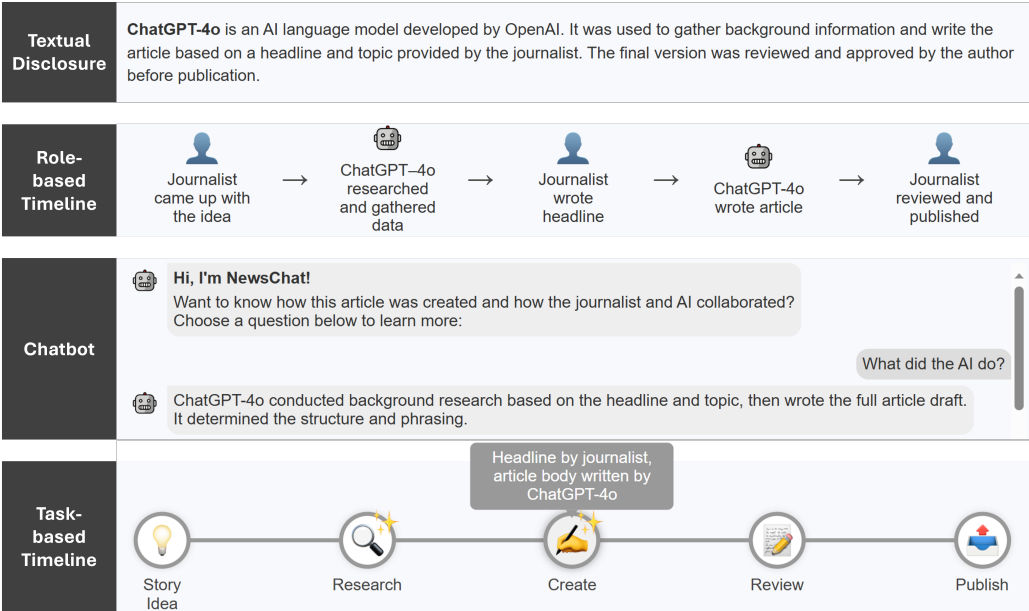 Textual
Disclosure
ChatGPT-4o is an AI language model developed by OpenAI. It was used to gather background information and write the
article based on a headline and topic provided by the journalist. The final version was reviewed and approved by the author
before publication.
Role-
based
Timeline
Journalist
came up with
the idea
ChatGPT–4o
researched
and gathered
data
Journalist
wrote
headline
ChatGPT-4o
wrote article
Journalist
reviewed and
published
Chatbot
Hi, I'm NewsChat!
Want to know how this article was created and how the journalist and AI collaborated?
Choose a question below to learn more:
What did the AI do?
ChatGPT-4o conducted background research based on the headline and topic, then wrote the full article draft.
It determined the structure and phrasing.
Task-
based
Timeline
Headline by journalist,
article body written by
ChatGPT-4o
Story
Idea
Research
Create
Review
Publish